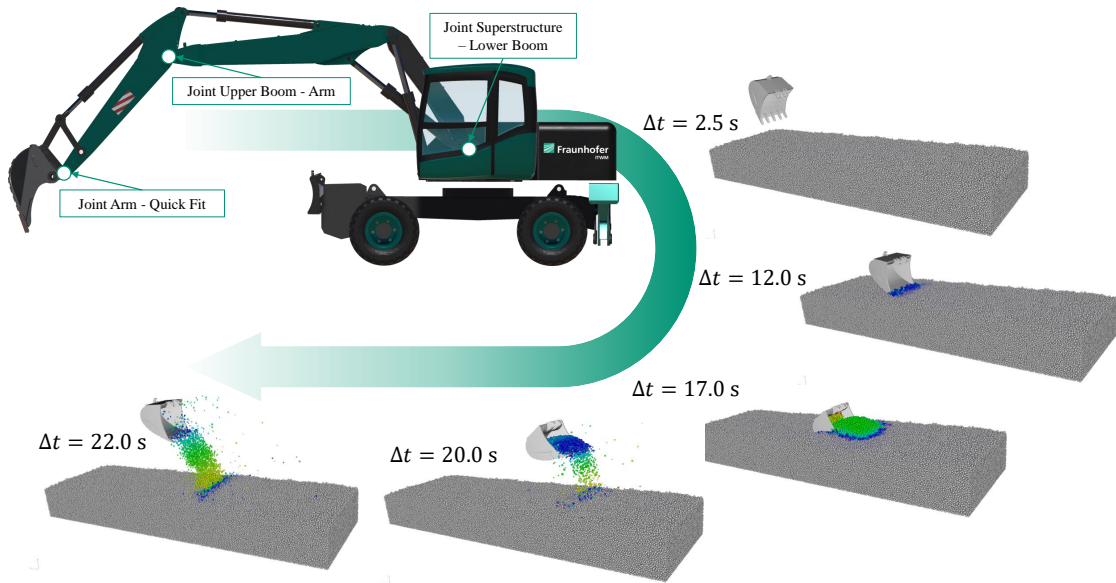 Joint Superstructure
– Lower Boom
Joint Upper Boom - Arm
Joint Arm - Quick Fit
Fraunhofer
ITWM
Δt = 2.5 s
Δt = 12.0 s
Δt = 17.0 s
Δt = 20.0 s
Δt = 22.0 s